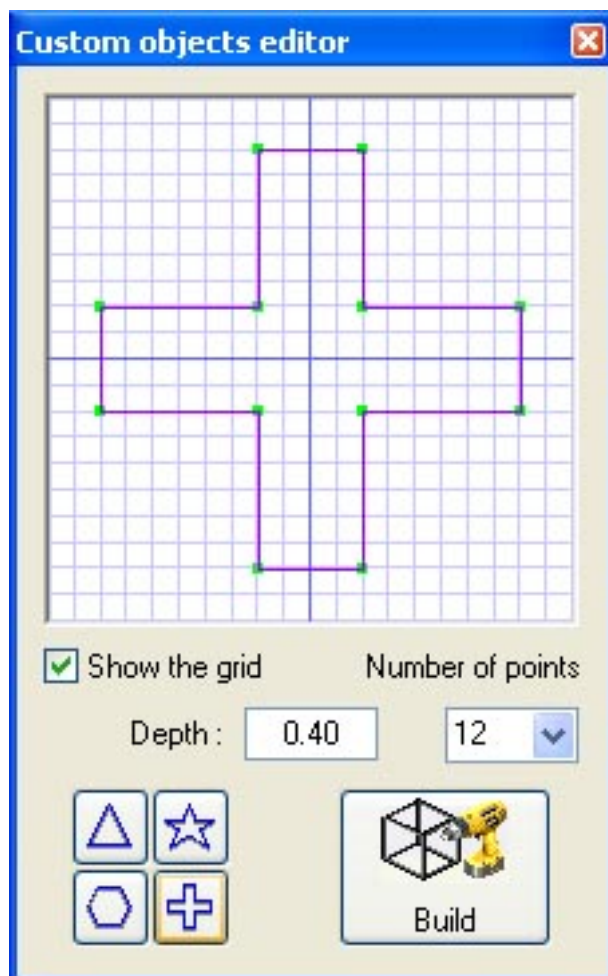 Custom objects editor
Show the grid
Number of points
Depth :
0.40
12
Build